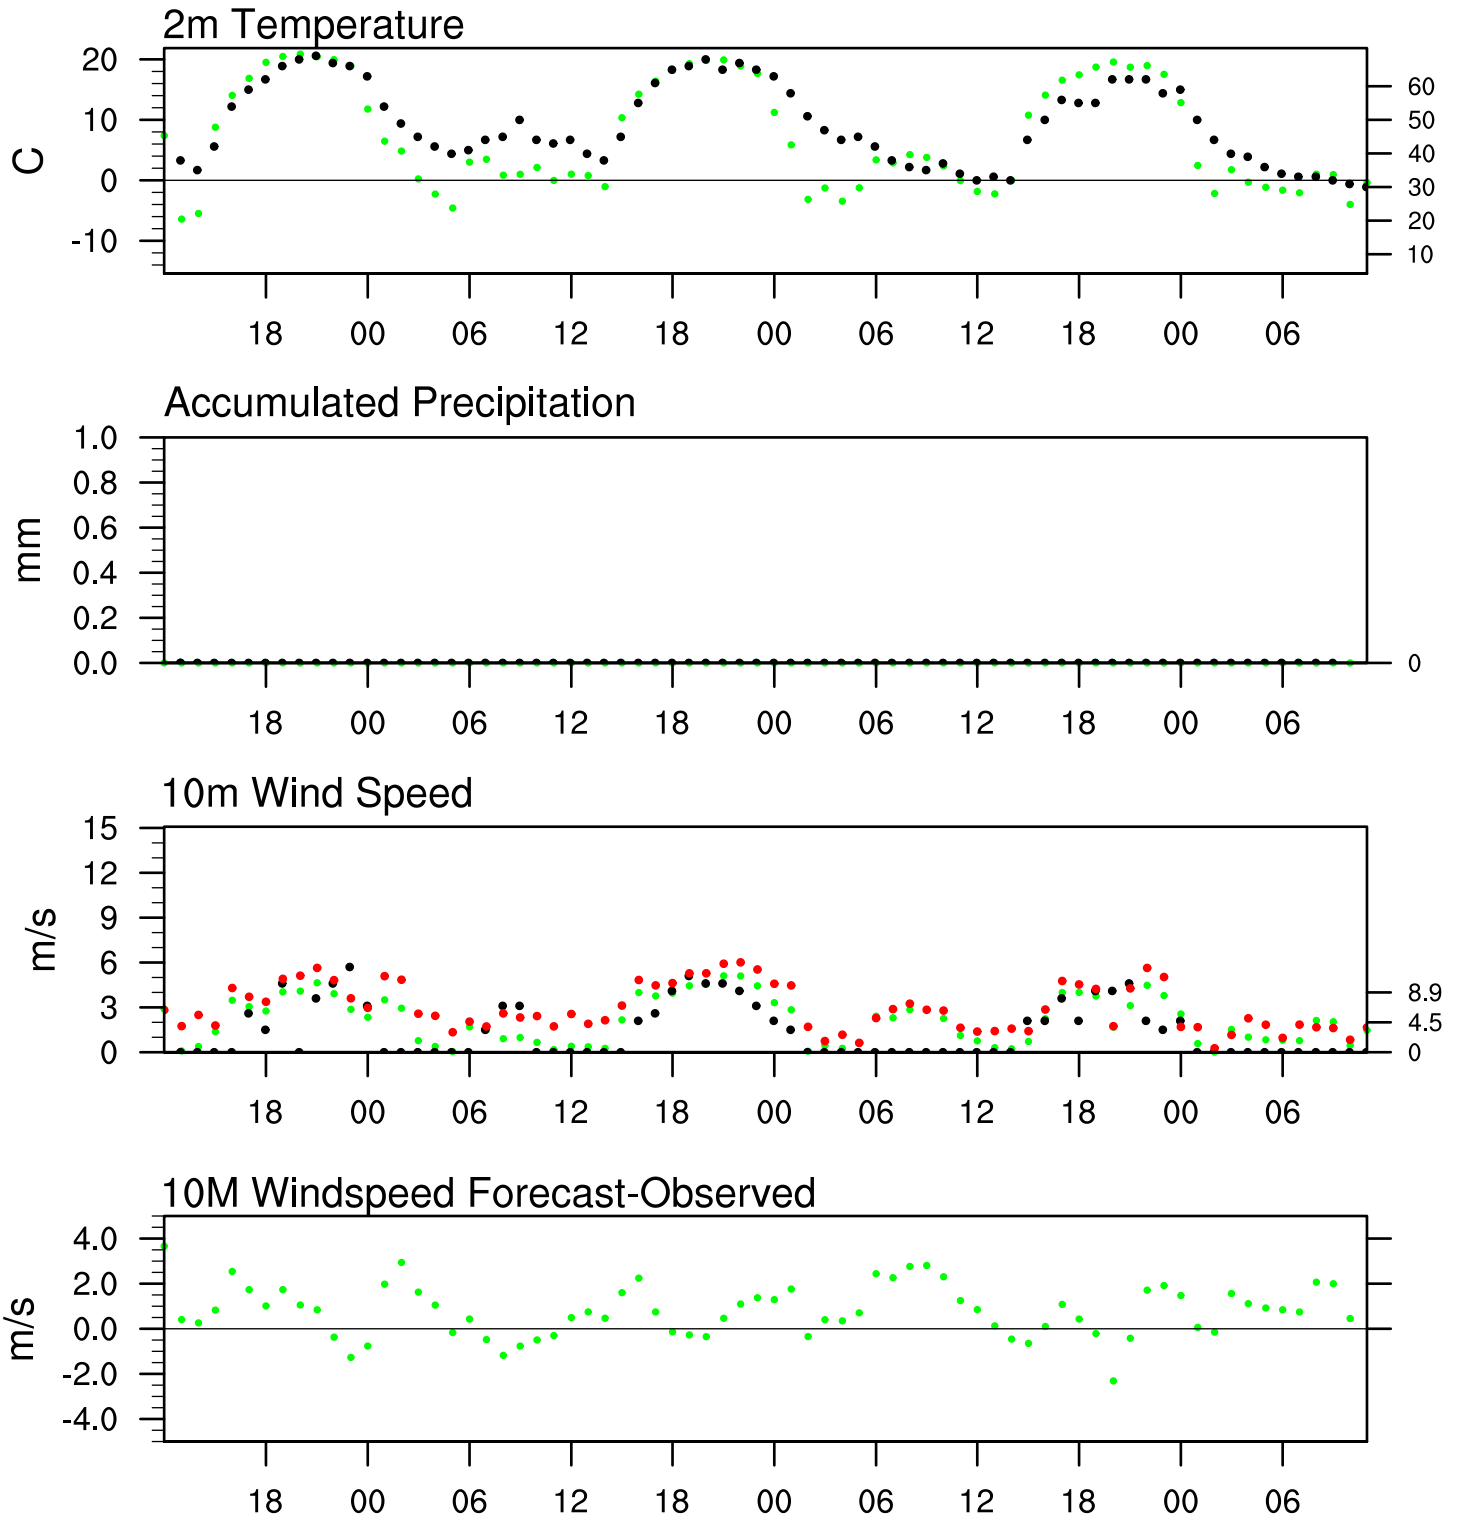 2m Temperature
20
10
0
-10
C
60
50
40
30
20
10
18 00 06 12 18 00 06 12 18 00 06
Accumulated Precipitation
1.0
0.8
0.6
0.4
0.2
0.0
mm
0
18 00 06 12 18 00 06 12 18 00 06
10m Wind Speed
15
12
9
6
3
0
m/s
8.9
4.5
0
18 00 06 12 18 00 06 12 18 00 06
10M Windspeed Forecast-Observed
4.0
2.0
0.0
-2.0
-4.0
m/s
18 00 06 12 18 00 06 12 18 00 06